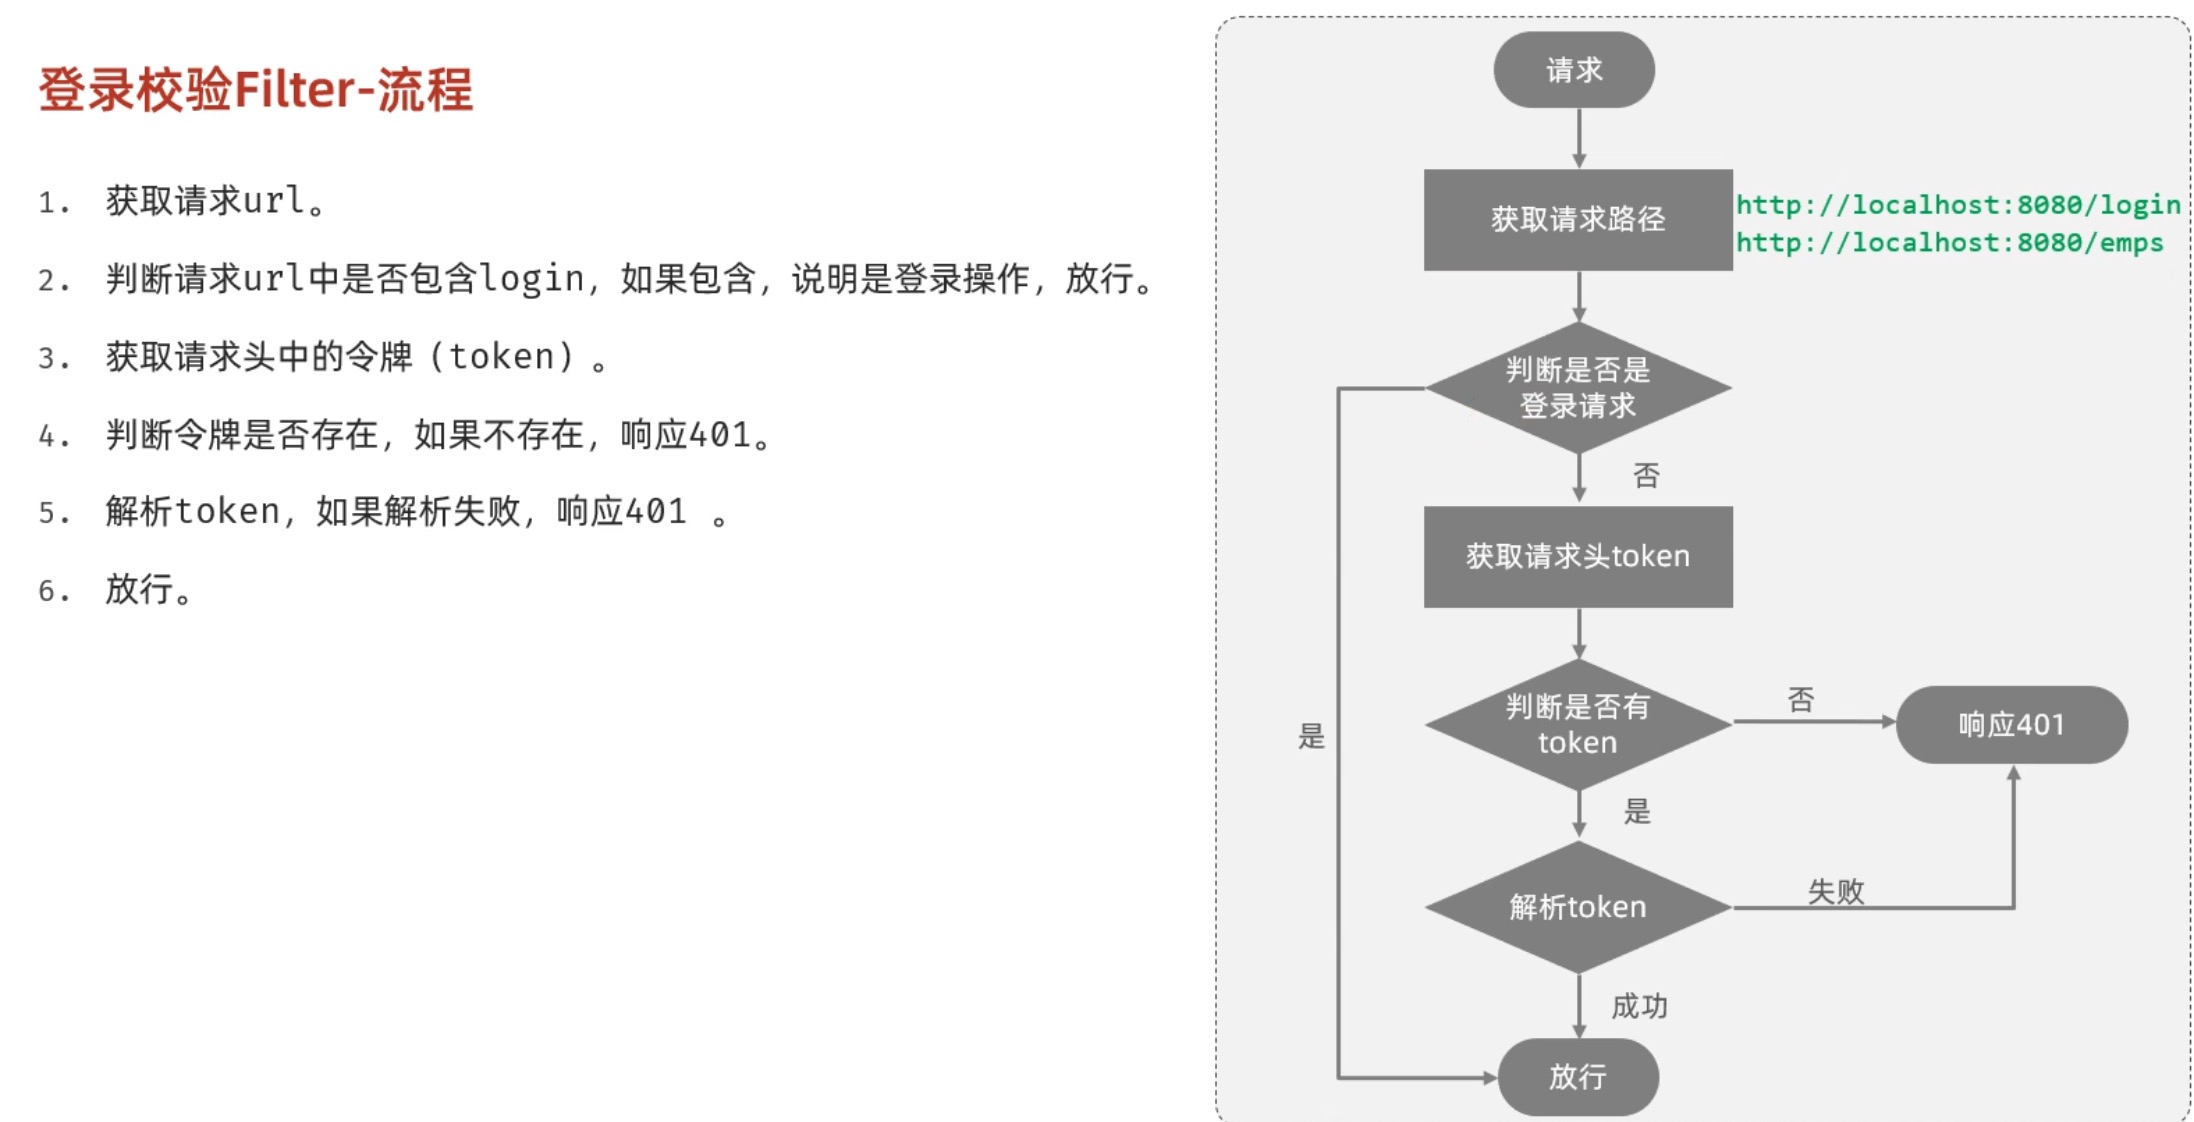 登录校验Filter-流程
1. 获取请求url。
2. 判断请求url中是否包含login，如果包含，说明是登录操作，放行。
3. 获取请求头中的令牌（token）。
4. 判断令牌是否存在，如果不存在，响应401。
5. 解析token，如果解析失败，响应401 。
6. 放行。
请求
获取请求路径
http://localhost:8080/login
http://localhost:8080/emps
判断是否是
登录请求
否
获取请求头token
判断是否有
token
否
响应401
是
是
解析token
失败
成功
放行